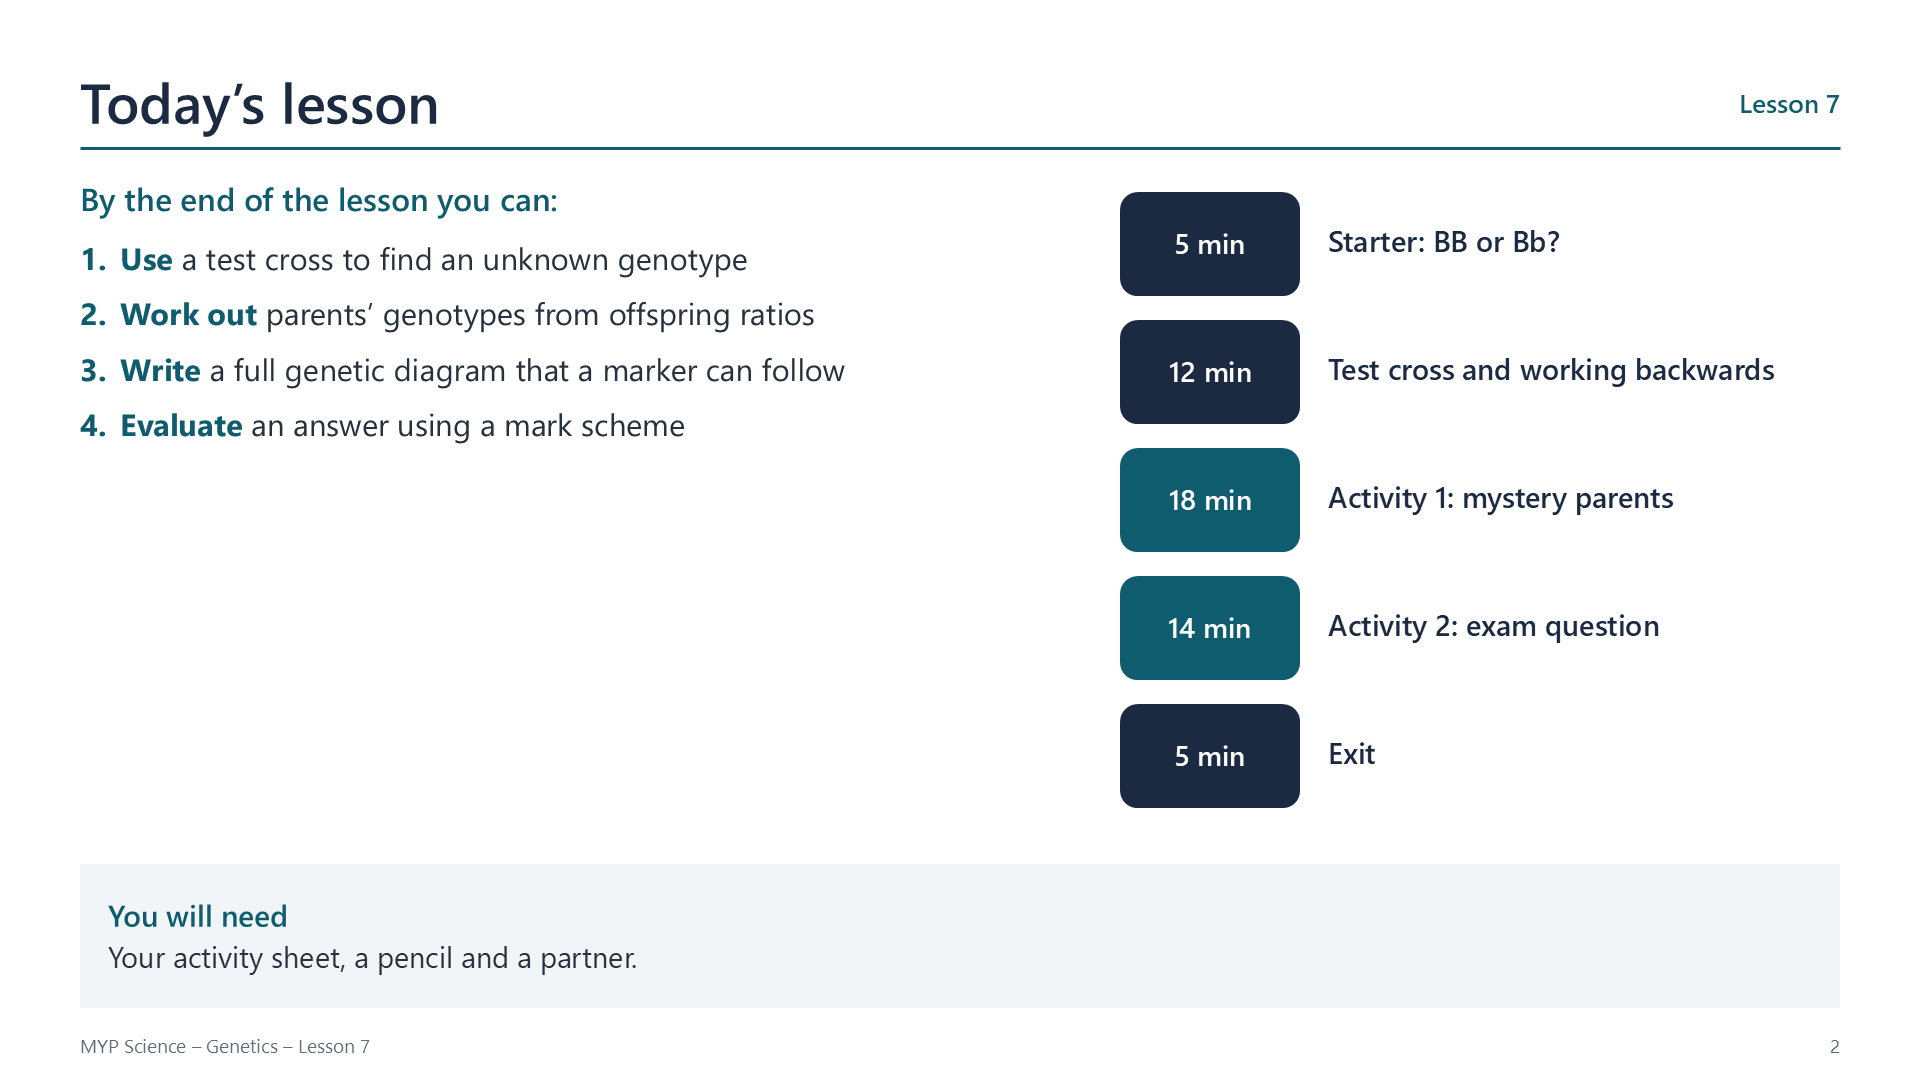 Today’s lesson
Lesson 7
By the end of the lesson you can:
1. Use a test cross to find an unknown genotype
2. Work out parents’ genotypes from offspring ratios
3. Write a full genetic diagram that a marker can follow
4. Evaluate an answer using a mark scheme
5 min
Starter: BB or Bb?
12 min
Test cross and working backwards
18 min
Activity 1: mystery parents
14 min
Activity 2: exam question
5 min
Exit
You will need
Your activity sheet, a pencil and a partner.
MYP Science – Genetics – Lesson 7
2